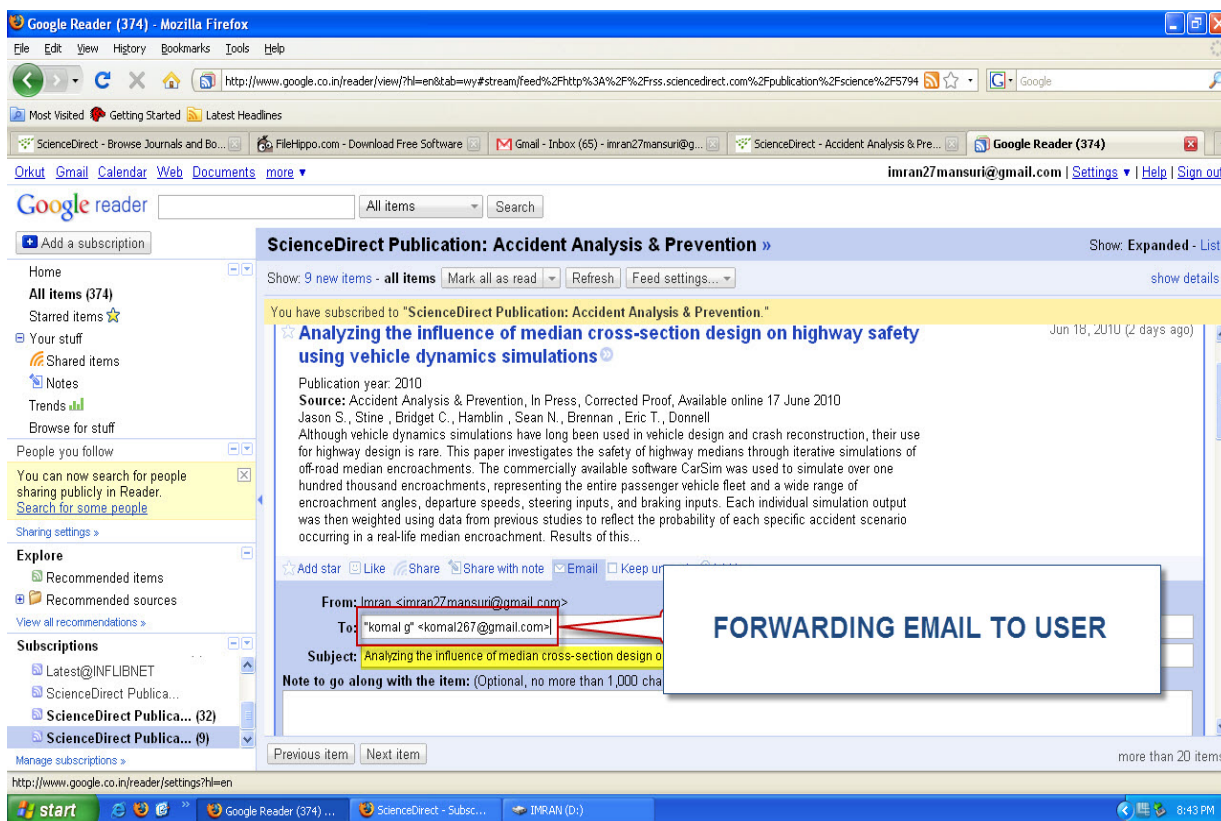 Google Reader (374) - Mozilla Firefox
File Edit View History Bookmarks Tools Help
http://www.google.co.in/reader/view/?hl=en&tab=wy#stream/feed%2Fhttp%3A%2F%2Frss.sciencedirect.com%2Fpublication%2Fscience%2F5794 G Google
Most Visited Getting Started Latest Headlines
ScienceDirect - Browse Journals and Bo... FileHippo.com - Download Free Software Gmail - Inbox (65) - imran27mansuri@g... ScienceDirect - Accident Analysis & Pre... Google Reader (374)
Orkut Gmail Calendar Web Documents more ▼ imran27mansuri@gmail.com | Settings ▼ | Help | Sign out
Google reader All items Search
Add a subscription
Home
All items (374)
Starred items
Your stuff
Shared items
Notes
Trends
Browse for stuff
People you follow
You can now search for people
sharing publicly in Reader.
Search for some people
Sharing settings »
Explore
Recommended items
Recommended sources
View all recommendations »
Subscriptions
Latest@INFLIBNET
ScienceDirect Publica...
ScienceDirect Publica... (32)
ScienceDirect Publica... (9)
Manage subscriptions »
ScienceDirect Publication: Accident Analysis & Prevention » Show: Expanded - List
Show: 9 new items - all items Mark all as read Refresh Feed settings... show details
You have subscribed to "ScienceDirect Publication: Accident Analysis & Prevention."
Analyzing the influence of median cross-section design on highway safety Jun 18, 2010 (2 days ago)
using vehicle dynamics simulations
Publication year: 2010
Source: Accident Analysis & Prevention, In Press, Corrected Proof, Available online 17 June 2010
Jason S., Stine , Bridget C., Hamblin , Sean N., Brennan , Eric T., Donnell
Although vehicle dynamics simulations have long been used in vehicle design and crash reconstruction, their use
for highway design is rare. This paper investigates the safety of highway medians through iterative simulations of
off-road median encroachments. The commercially available software CarSim was used to simulate over one
hundred thousand encroachments, representing the entire passenger vehicle fleet and a wide range of
encroachment angles, departure speeds, steering inputs, and braking inputs. Each individual simulation output
was then weighted using data from previous studies to reflect the probability of each specific accident scenario
occurring in a real-life median encroachment. Results of this...
Add star Like Share Share with note Email Keep un
From: Imran <imran27mansuri@gmail.com>
To: "komal g" <komal267@gmail.com>
Subject: Analyzing the influence of median cross-section design o
Note to go along with the item: (Optional, no more than 1,000 cha
FORWARDING EMAIL TO USER
Previous item Next item more than 20 items
http://www.google.co.in/reader/settings?hl=en
start Google Reader (374) ... ScienceDirect - Subsc... IMRAN (D:) 8:43 PM